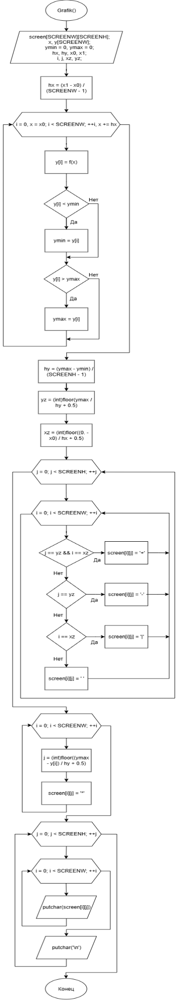 Grafik()
screen[SCREENW][SCREENH];
x, y[SCREENW];
ymin = 0, ymax = 0;
hx, hy, x0, x1;
i, j, xz, yz;
hx = (x1 - x0) /
(SCREENW - 1)
i = 0, x = x0; i < SCREENW; ++i, x += hx
y[i] = f(x)
Нет
y[i] < ymin
Да
ymin = y[i]
Нет
y[i] > ymax
Да
ymax = y[i]
hy = (ymax - ymin) /
(SCREENH - 1)
yz = (int)floor(ymax /
hy + 0.5)
xz = (int)floor((0. -
x0) / hx + 0.5)
j = 0; j < SCREENH; ++j
i = 0; i < SCREENW; ++i
j == yz && i == xz
screen[i][j] = '+'
Да
Нет
j == yz
screen[i][j] = '-'
Да
Нет
i == xz
screen[i][j] = '|'
Да
Нет
screen[i][j] = ' '
i = 0; i < SCREENW; ++i
j = (int)floor((ymax
- y[i]) / hy + 0.5)
screen[i][j] = '*'
j = 0; j < SCREENH; ++j
i = 0; i < SCREENW; ++i
putchar(screen[i][j])
putchar('\n')
Конец